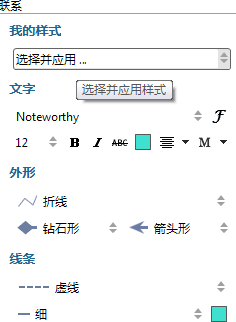 联系
我的样式
选择并应用 ...
文字
选择并应用样式
Noteworthy ℱ
12 B I ABC M
外形
折线
钻石形 箭头形
线条
虚线
细